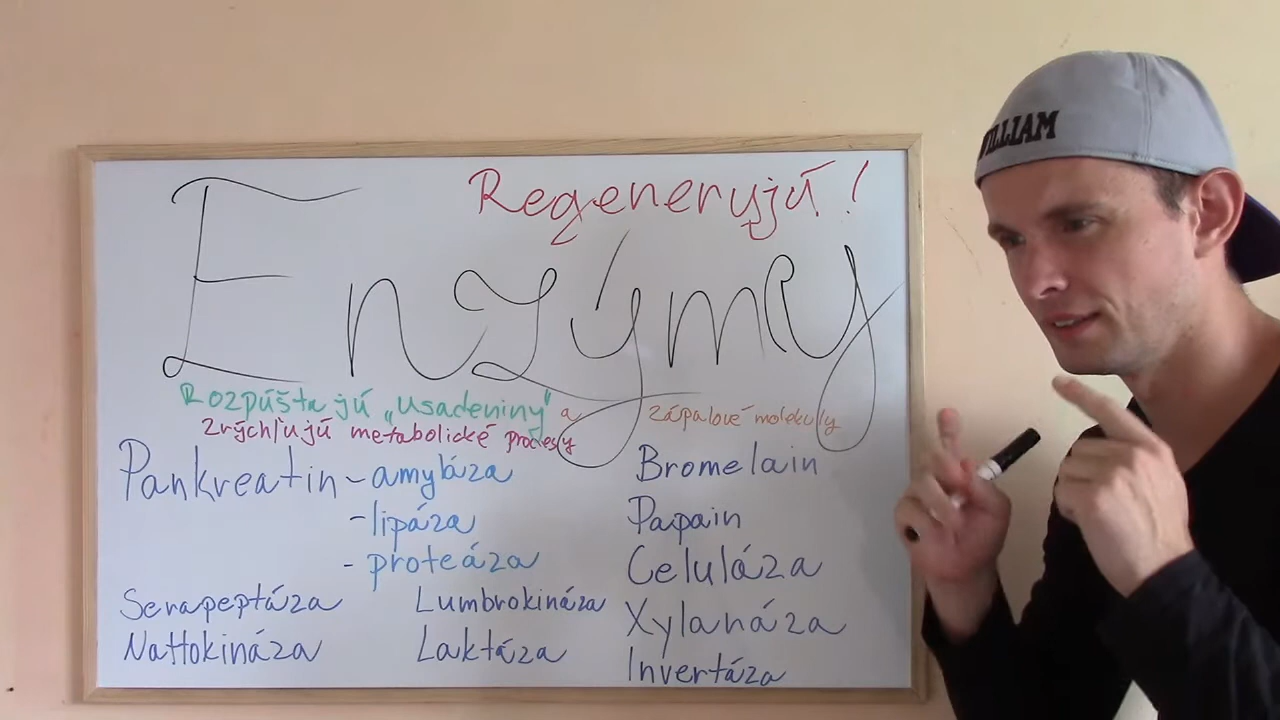 Regenerujú!
Enzýmy
Rozpúšťajú „usadeniny" a zápalové molekuly
Zrýchľujú metabolické procesy
Pankreatin - amyláza
- lipáza
- proteáza
Serapeptáza Lumbrokináza
Nattokináza Laktáza
Bromelain
Papain
Celuláza
Xylanáza
Invertáza
WILLIAM